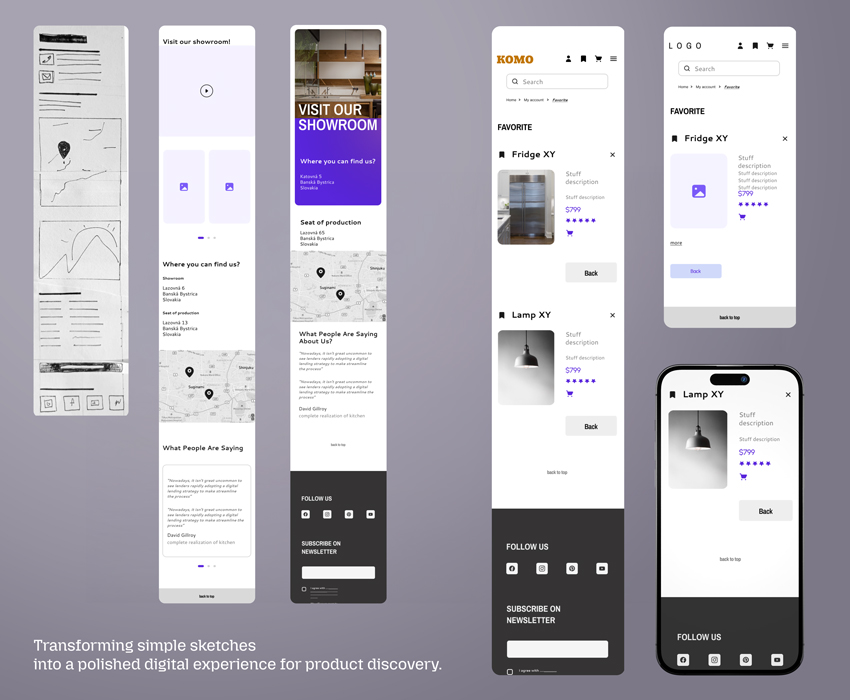 Visit our showroom!
Where you can find us?
Showroom
Lazovná 6
Banská Bystrica
Slovakia
Seat of production
Lazovná 13
Banská Bystrica
Slovakia
Shinjuku
Suginami
What People Are Saying
"Nowadays, it isn't great uncommon to
see lenders rapidly adopting a digital
lending strategy to make streamline
the process"
"Nowadays, it isn't great uncommon to
see lenders rapidly adopting a digital
lending strategy to make streamline the
process"
David Gillroy
complete realization of kitchen
back to top
VISIT OUR
SHOWROOM
Where you can find us?
Katovná 5
Banská Bystrica
Slovakia
Seat of production
Lazovná 65
Banská Bystrica
Slovakia
Shinjuku
Suginami
What People Are Saying
About Us?
"Nowadays, it isn't great uncommon to
see lenders rapidly adopting a digital
lending strategy to make streamline
the process"
"Nowadays, it isn't great uncommon to
see lenders rapidly adopting a digital
lending strategy to make streamline
the process"
David Gillroy
complete realization of kitchen
back to top
FOLLOW US
SUBSCRIBE ON
NEWSLETTER
I agree with
KOMO
Search
Home My account Favorite
FAVORITE
Fridge XY
Stuff
description
Stuff description
$799
Back
Lamp XY
Stuff
description
Stuff description
$799
Back
back to top
FOLLOW US
SUBSCRIBE ON
NEWSLETTER
I agree with
LOGO
Search
Home My account Favorite
FAVORITE
Fridge XY
Stuff
description
Stuff description
Stuff description
Stuff description
$799
more
Back
back to top
Lamp XY
Stuff
description
Stuff description
$799
Back
back to top
FOLLOW US
Transforming simple sketches
into a polished digital experience for product discovery.